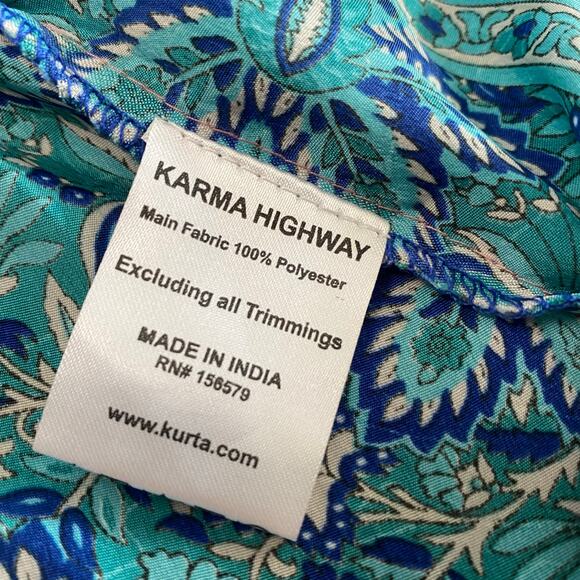 KARMA HIGHWAY
Main Fabric 100% Polyester
Excluding all Trimmings
MADE IN INDIA
RN# 156579
www.kurta.com